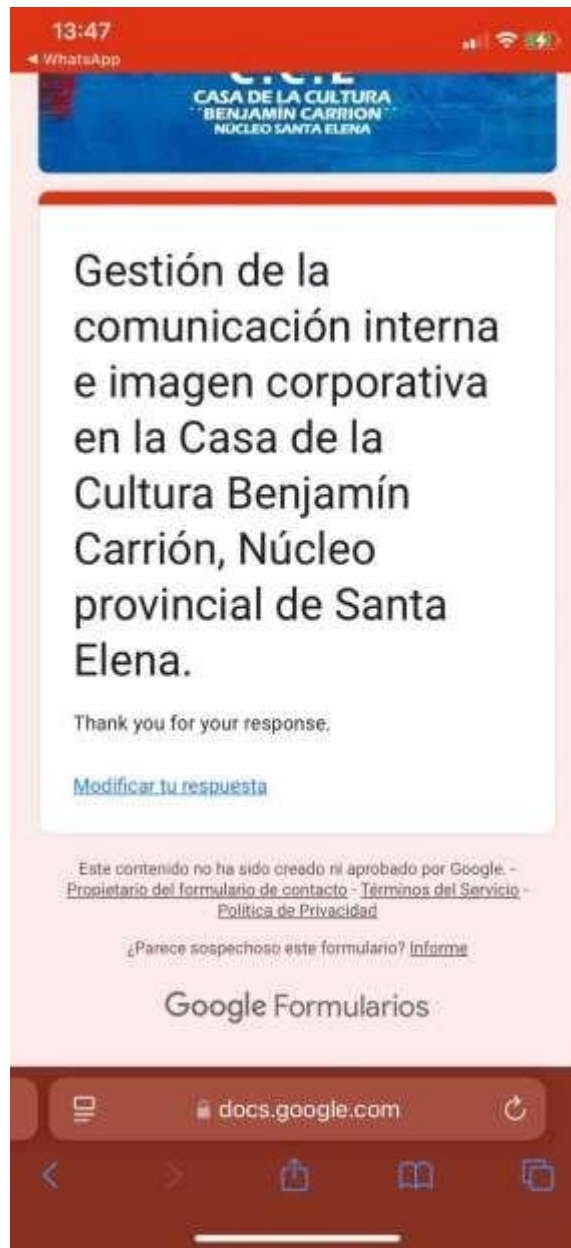 13:47
WhatsApp
CASA DE LA CULTURA
"BENJAMÍN CARRIÓN"
NÚCLEO SANTA ELENA
Gestión de la
comunicación interna
e imagen corporativa
en la Casa de la
Cultura Benjamín
Carrión, Núcleo
provincial de Santa
Elena.
Thank you for your response.
Modificar tu respuesta
Este contenido no ha sido creado ni aprobado por Google. -
Propietario del formulario de contacto - Términos del Servicio -
Política de Privacidad
¿Parece sospechoso este formulario? Informe
Google Formularios
docs.google.com